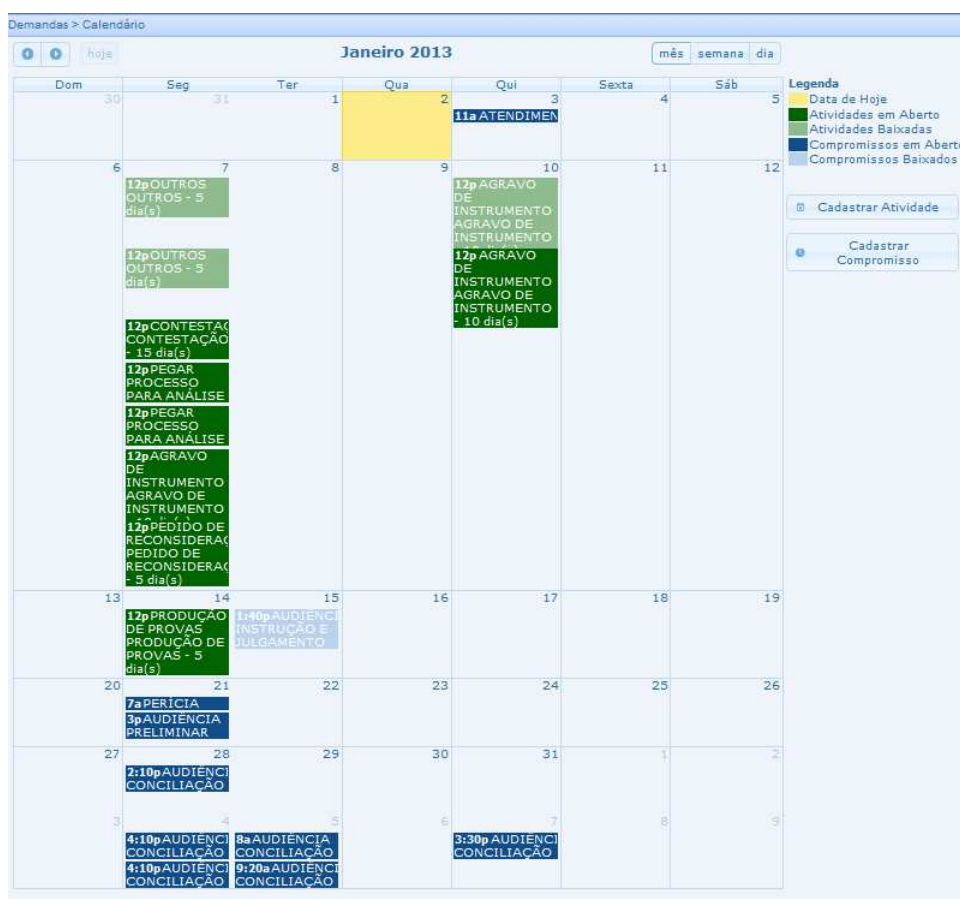 Demandas > Calendário
hoje
Janeiro 2013
mês semana dia
Dom Seg Ter Qua Qui Sexta Sáb
Legenda
Data de Hoje
Atividades em Aberto
Atividades Baixadas
Compromissos em Abert
Compromissos Baixados
Cadastrar Atividade
Cadastrar
Compromisso
30 31 1 2 3 4 5
11a ATENDIMEN
6 7 8 9 10 11 12
12p OUTROS
OUTROS - 5
dia(s)
12p OUTROS
OUTROS - 5
dia(s)
12p CONTESTAÇ
CONTESTAÇÃO
- 15 dia(s)
12p PEGAR
PROCESSO
PARA ANÁLISE
12p PEGAR
PROCESSO
PARA ANÁLISE
12p AGRAVO
DE
INSTRUMENTO
AGRAVO DE
INSTRUMENTO
12p PEDIDO DE
RECONSIDERAÇ
PEDIDO DE
RECONSIDERAÇ
- 5 dia(s)
12p AGRAVO
DE
INSTRUMENTO
AGRAVO DE
INSTRUMENTO
12p AGRAVO
DE
INSTRUMENTO
AGRAVO DE
INSTRUMENTO
- 10 dia(s)
13 14 15 16 17 18 19
12p PRODUÇÃO
DE PROVAS
PRODUÇÃO DE
PROVAS - 5
dia(s)
1:40p AUDIÊNCI
INSTRUÇÃO E
JULGAMENTO
20 21 22 23 24 25 26
7a PERÍCIA
3p AUDIÊNCIA
PRELIMINAR
27 28 29 30 31 1 2
2:10p AUDIÊNCI
CONCILIAÇÃO
3 4 5 6 7 8 9
4:10p AUDIÊNCI
CONCILIAÇÃO
4:10p AUDIÊNCI
CONCILIAÇÃO
8a AUDIÊNCIA
CONCILIAÇÃO
9:20a AUDIÊNCI
CONCILIAÇÃO
3:30p AUDIÊNCI
CONCILIAÇÃO